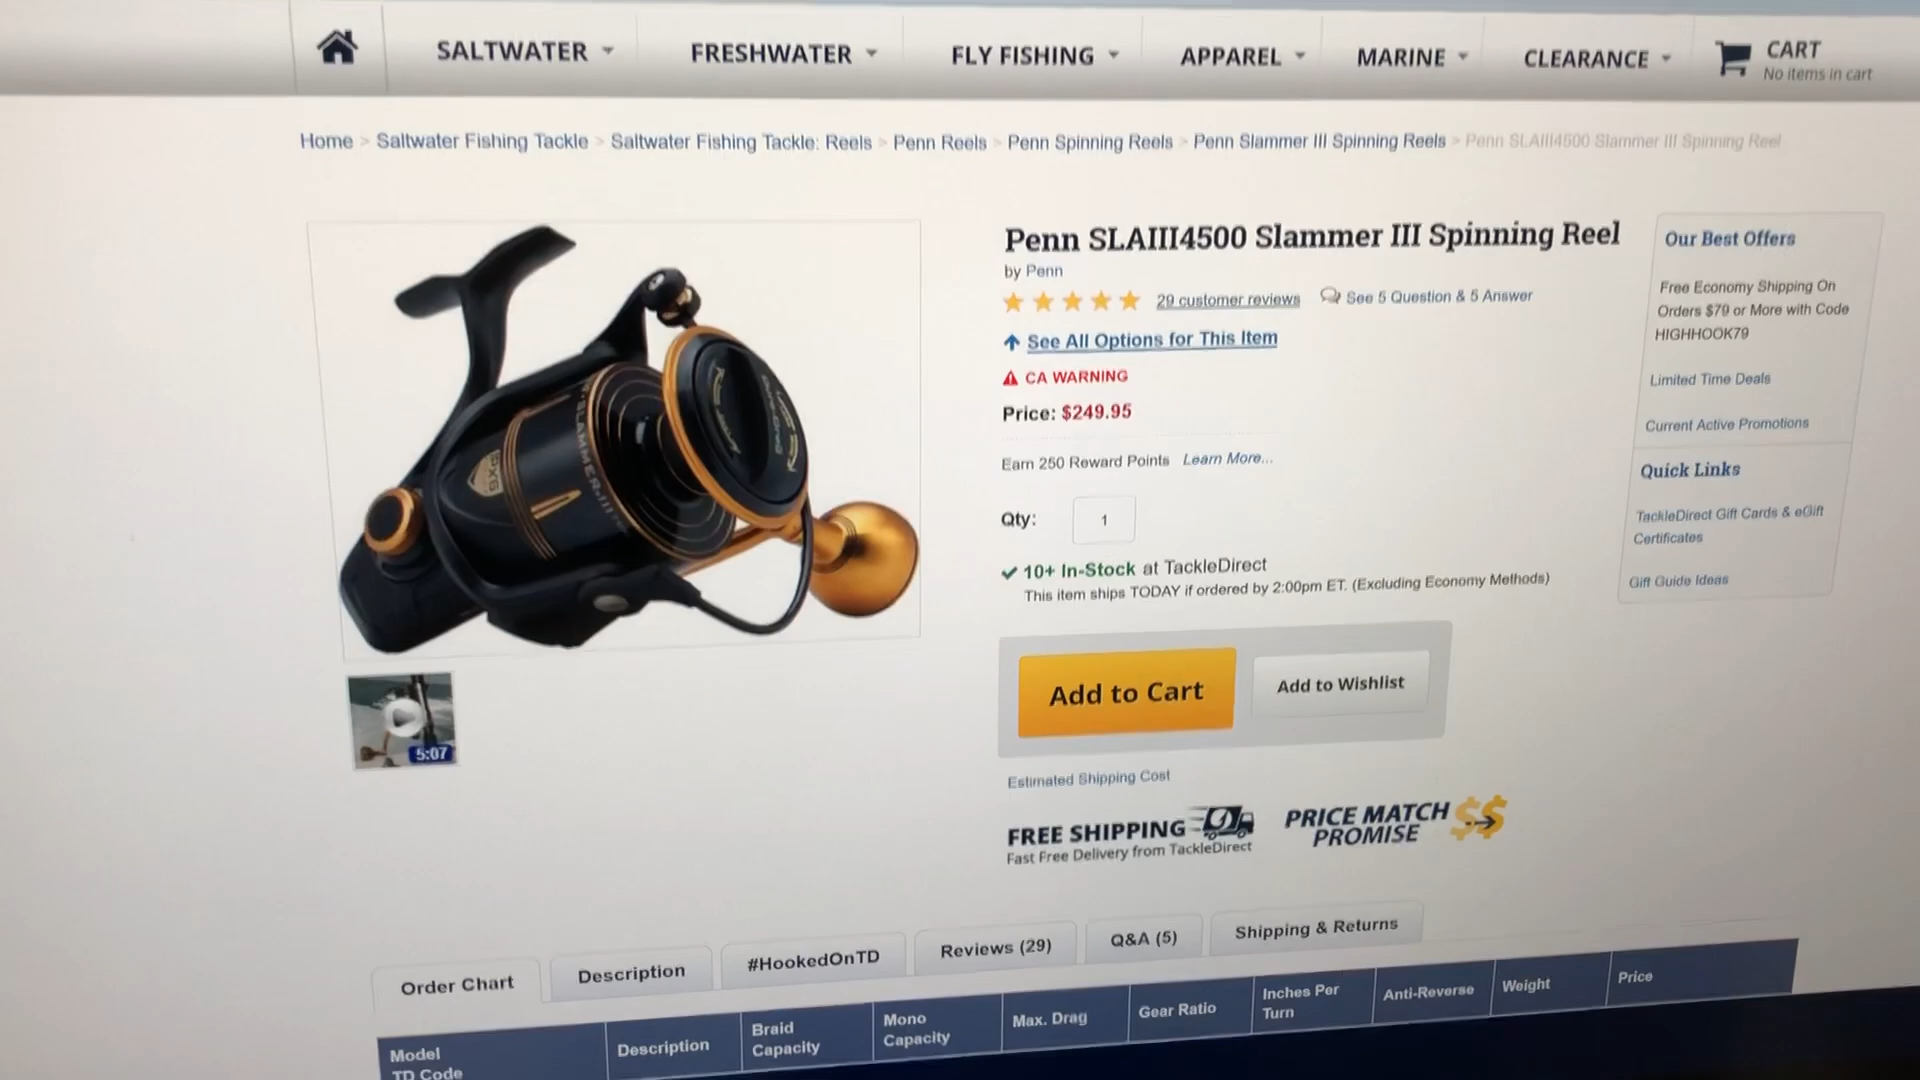 SALTWATER
FRESHWATER
FLY FISHING
APPAREL
MARINE
CLEARANCE
CART
No items in cart
Home > Saltwater Fishing Tackle > Saltwater Fishing Tackle: Reels > Penn Reels > Penn Spinning Reels > Penn Slammer III Spinning Reels > Penn SLAIII4500 Slammer III Spinning Reel
Penn SLAIII4500 Slammer III Spinning Reel
by Penn
29 customer reviews
See 5 Question & 5 Answer
See All Options for This Item
CA WARNING
Price: $249.95
Earn 250 Reward Points Learn More...
Qty: 1
10+ In-Stock at TackleDirect
This item ships TODAY if ordered by 2:00pm ET. (Excluding Economy Methods)
Add to Cart
Add to Wishlist
Estimated Shipping Cost
FREE SHIPPING
Fast Free Delivery from TackleDirect
PRICE MATCH
PROMISE
Our Best Offers
Free Economy Shipping On
Orders $79 or More with Code
HIGHHOOK79
Limited Time Deals
Current Active Promotions
Quick Links
TackleDirect Gift Cards & eGift
Certificates
Gift Guide Ideas
SLAMMER III
5:07
Order Chart
Description
#HookedOnTD
Reviews (29)
Q&A (5)
Shipping & Returns
Model
TD Code
Description
Braid
Capacity
Mono
Capacity
Max. Drag
Gear Ratio
Inches Per
Turn
Anti-Reverse
Weight
Price